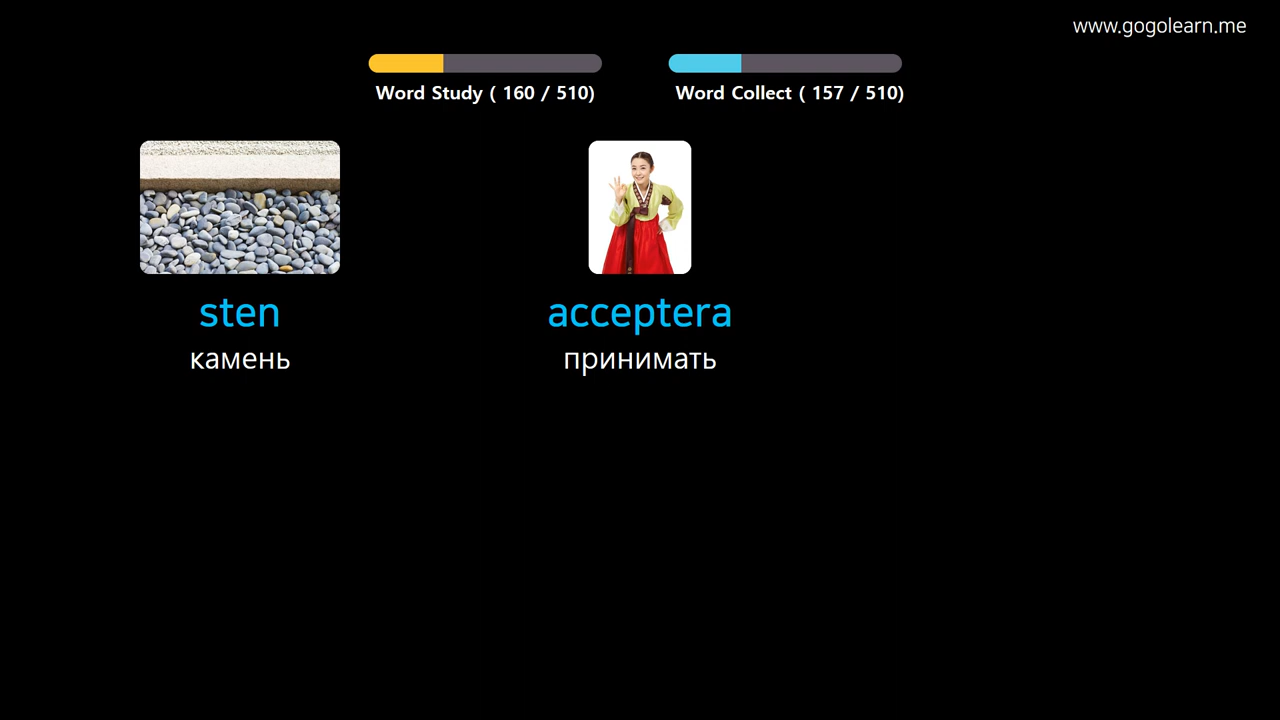 www.gogolearn.me
Word Study ( 160 / 510)
Word Collect ( 157 / 510)
sten
камень
acceptera
принимать